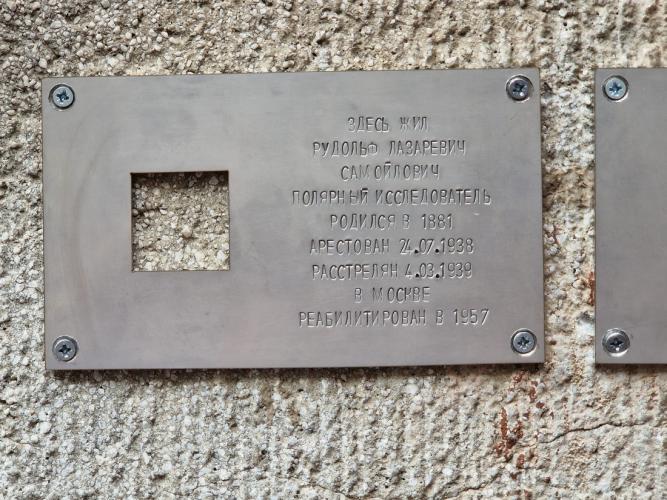 ЗДЕСЬ ЖИЛ
РУДОЛЬФ ЛАЗАРЕВИЧ
САМОЙЛОВИЧ
ПОЛЯРНЫЙ ИССЛЕДОВАТЕЛЬ
РОДИЛСЯ В 1881
АРЕСТОВАН 24.07.1938
РАССТРЕЛЯН 4.03.1939
В МОСКВЕ
РЕАБИЛИТИРОВАН В 1957